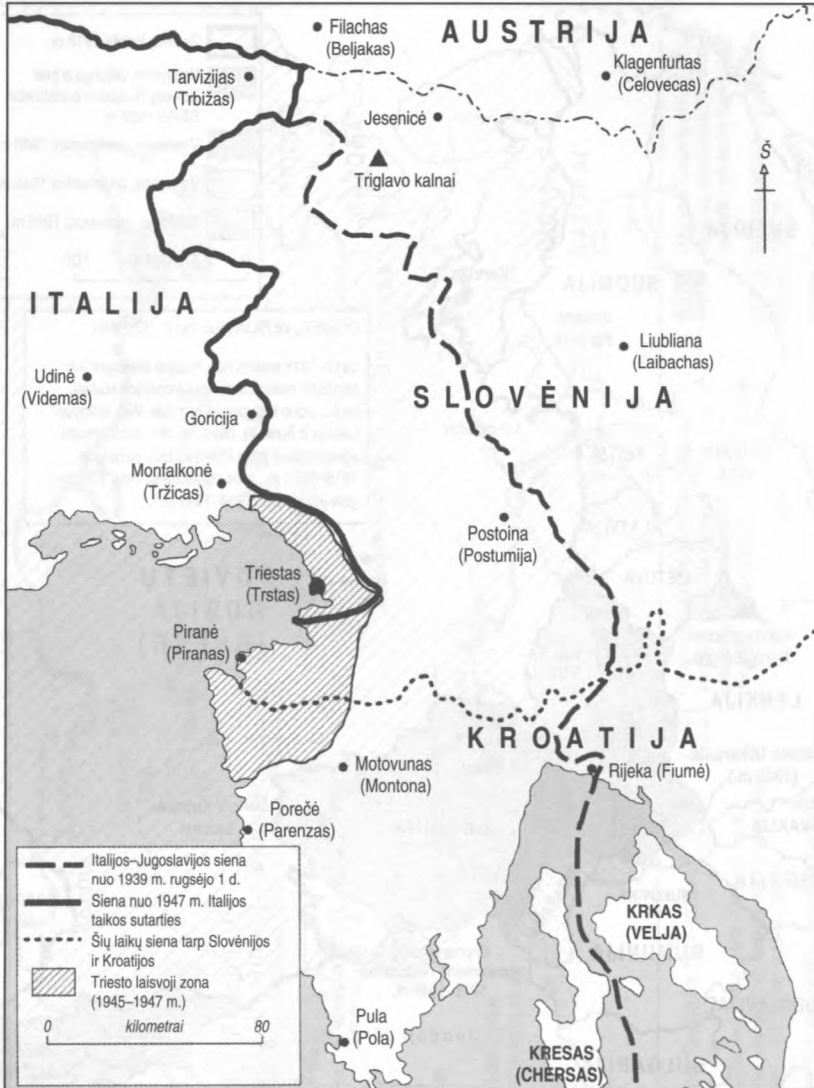 Filachas
(Beljakas)
AUSTRIJA
Tarvizijas
(Trbižas)
Klagenfurtas
(Celovecas)
Jesenicė
Triglavo kalnai
Š
ITALIJA
Liubliana
(Laibachas)
Udinė
(Videmas)
SLOVĖNIJA
Goricija
Monfalkonė
(Tržicas)
Postoina
(Postumija)
Triestas
(Trstas)
Piranė
(Piranas)
KROATIJA
Motovunas
(Montona)
Rijeka (Fiumė)
Porečė
(Parenzas)
Italijos–Jugoslavijos siena
nuo 1939 m. rugsėjo 1 d.
Siena nuo 1947 m. Italijos
taikos sutarties
Šių laikų siena tarp Slovėnijos
ir Kroatijos
Triesto laisvoji zona
(1945–1947 m.)
0 kilometrai 80
KRKAS
(VELJA)
Pula
(Pola)
KRESAS
(CHERSAS)